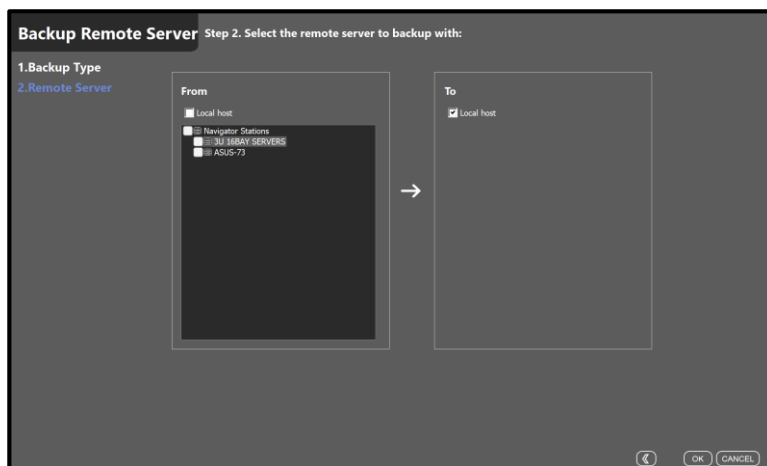 Backup Remote Server Step 2. Select the remote server to backup with:
1.Backup Type
2.Remote Server
From
Local host
Navigator Stations
3U 16BAY SERVERS
ASUS-73
To
Local host
OK CANCEL